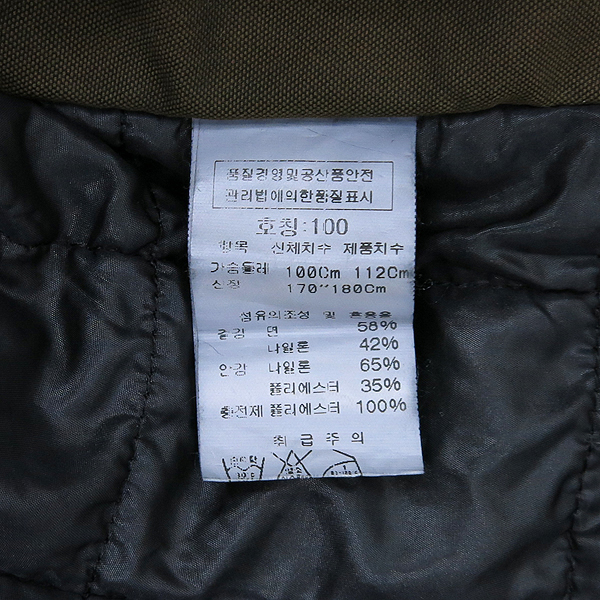 품질경영및공산품안전
관리법에의한품질표시
호칭:100
항목 신체치수 제품치수
가슴둘레 100Cm 112Cm
신장 170~180Cm
섬유의조성 및 혼용율
겉감 면 58%
나일론 42%
안감 나일론 65%
폴리에스터 35%
충전제 폴리에스터 100%
취급주의